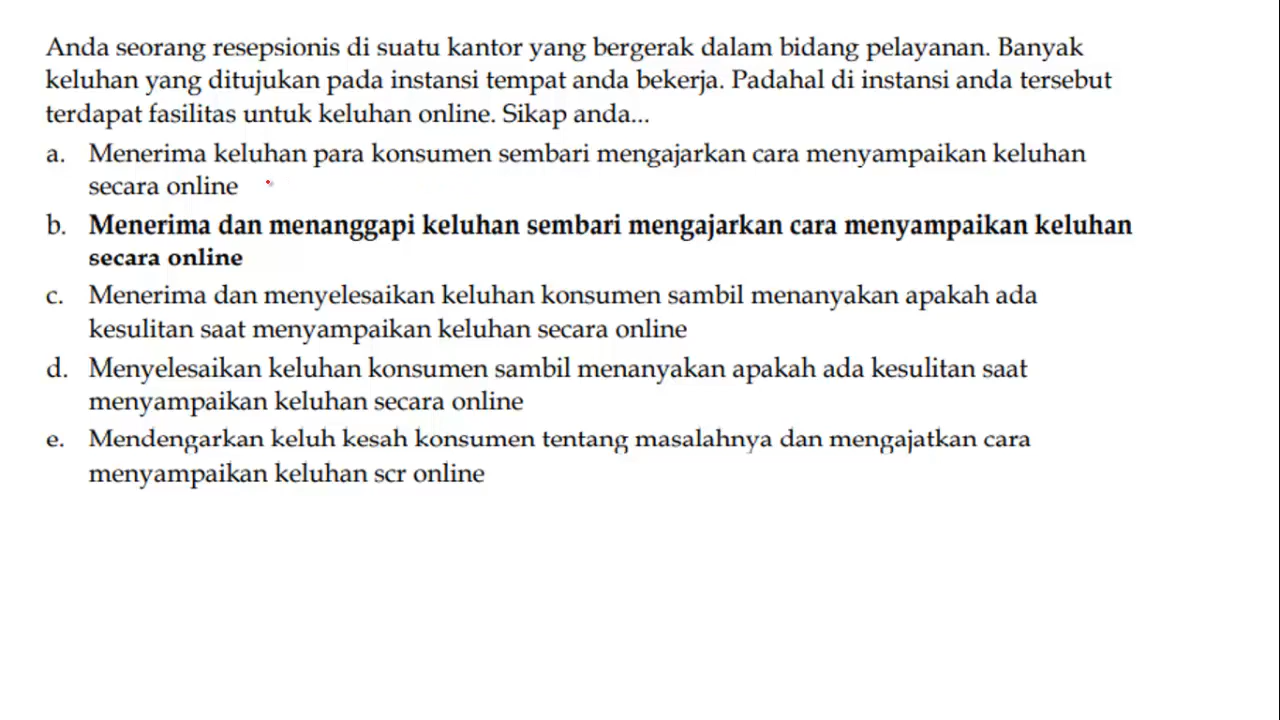 Anda seorang resepsionis di suatu kantor yang bergerak dalam bidang pelayanan. Banyak
keluhan yang ditujukan pada instansi tempat anda bekerja. Padahal di instansi anda tersebut
terdapat fasilitas untuk keluhan online. Sikap anda...
a. Menerima keluhan para konsumen sembari mengajarkan cara menyampaikan keluhan
secara online
b. Menerima dan menanggapi keluhan sembari mengajarkan cara menyampaikan keluhan
secara online
c. Menerima dan menyelesaikan keluhan konsumen sambil menanyakan apakah ada
kesulitan saat menyampaikan keluhan secara online
d. Menyelesaikan keluhan konsumen sambil menanyakan apakah ada kesulitan saat
menyampaikan keluhan secara online
e. Mendengarkan keluh kesah konsumen tentang masalahnya dan mengajatkan cara
menyampaikan keluhan scr online